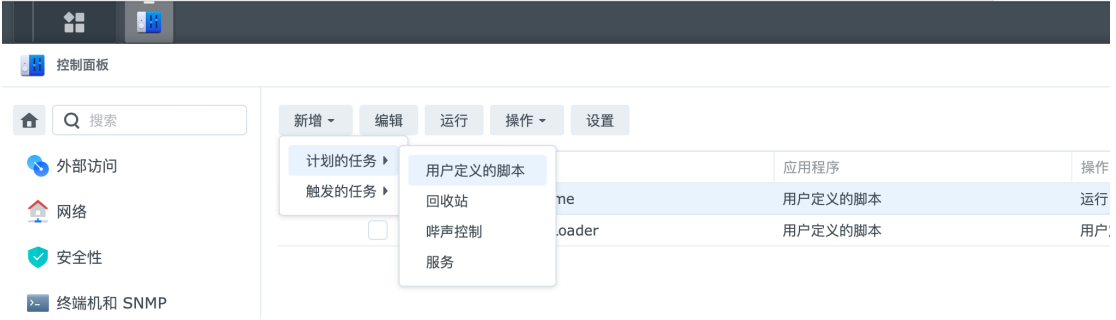 控制面板
搜索
外部访问
网络
安全性
终端机和 SNMP
新增 编辑 运行 操作 设置
计划的任务
触发的任务
用户定义的脚本
回收站
哔声控制
服务
应用程序 操作
me 用户定义的脚本 运行
oader 用户定义的脚本 用户